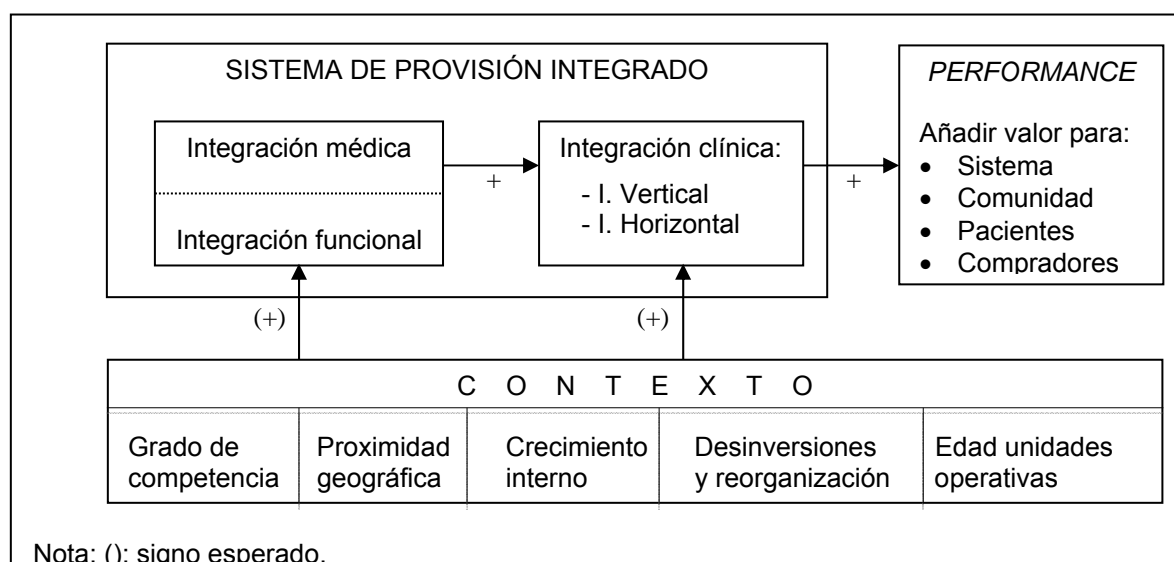 SISTEMA DE PROVISIÓN INTEGRADO
Integración médica
Integración funcional
+
Integración clínica:
- I. Vertical
- I. Horizontal
+
PERFORMANCE
Añadir valor para:
• Sistema
• Comunidad
• Pacientes
• Compradores
(+)
(+)
C O N T E X T O
Grado de
competencia
Proximidad
geográfica
Crecimiento
interno
Desinversiones
y reorganización
Edad unidades
operativas
Nota: (): signo esperado.